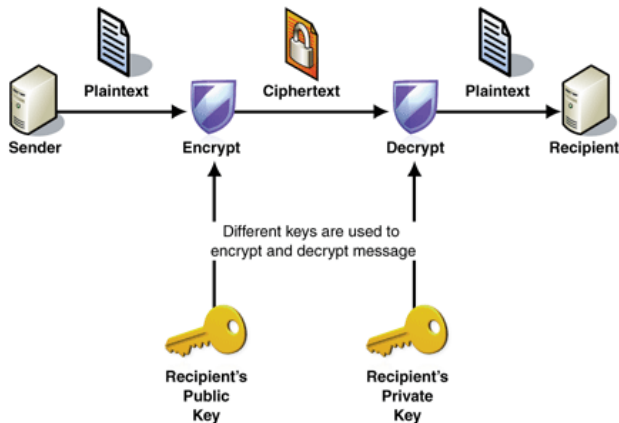 Plaintext
Ciphertext
Plaintext
Sender
Encrypt
Decrypt
Recipient
Different keys are used to
encrypt and decrypt message
Recipient's
Public
Key
Recipient's
Private
Key